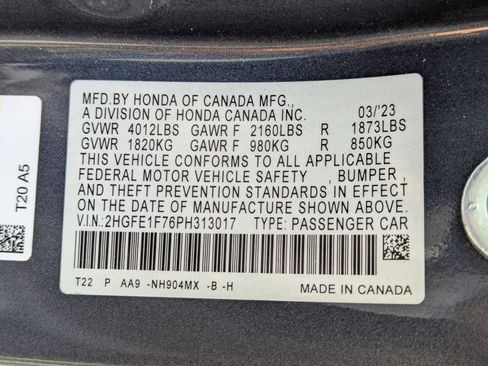 MFD.BY HONDA OF CANADA MFG.,
A DIVISION OF HONDA CANADA INC. 03/'23
GVWR 4012LBS GAWR F 2160LBS R 1873LBS
GVWR 1820KG GAWR F 980KG R 850KG
THIS VEHICLE CONFORMS TO ALL APPLICABLE
FEDERAL MOTOR VEHICLE SAFETY, BUMPER,
AND THEFT PREVENTION STANDARDS IN EFFECT
ON THE DATE OF MANUFACTURE SHOWN ABOVE.
V.I.N.:2HGFE1F76PH313017 TYPE: PASSENGER CAR
T22 P AA9 -NH904MX -B -H MADE IN CANADA
T20 A5